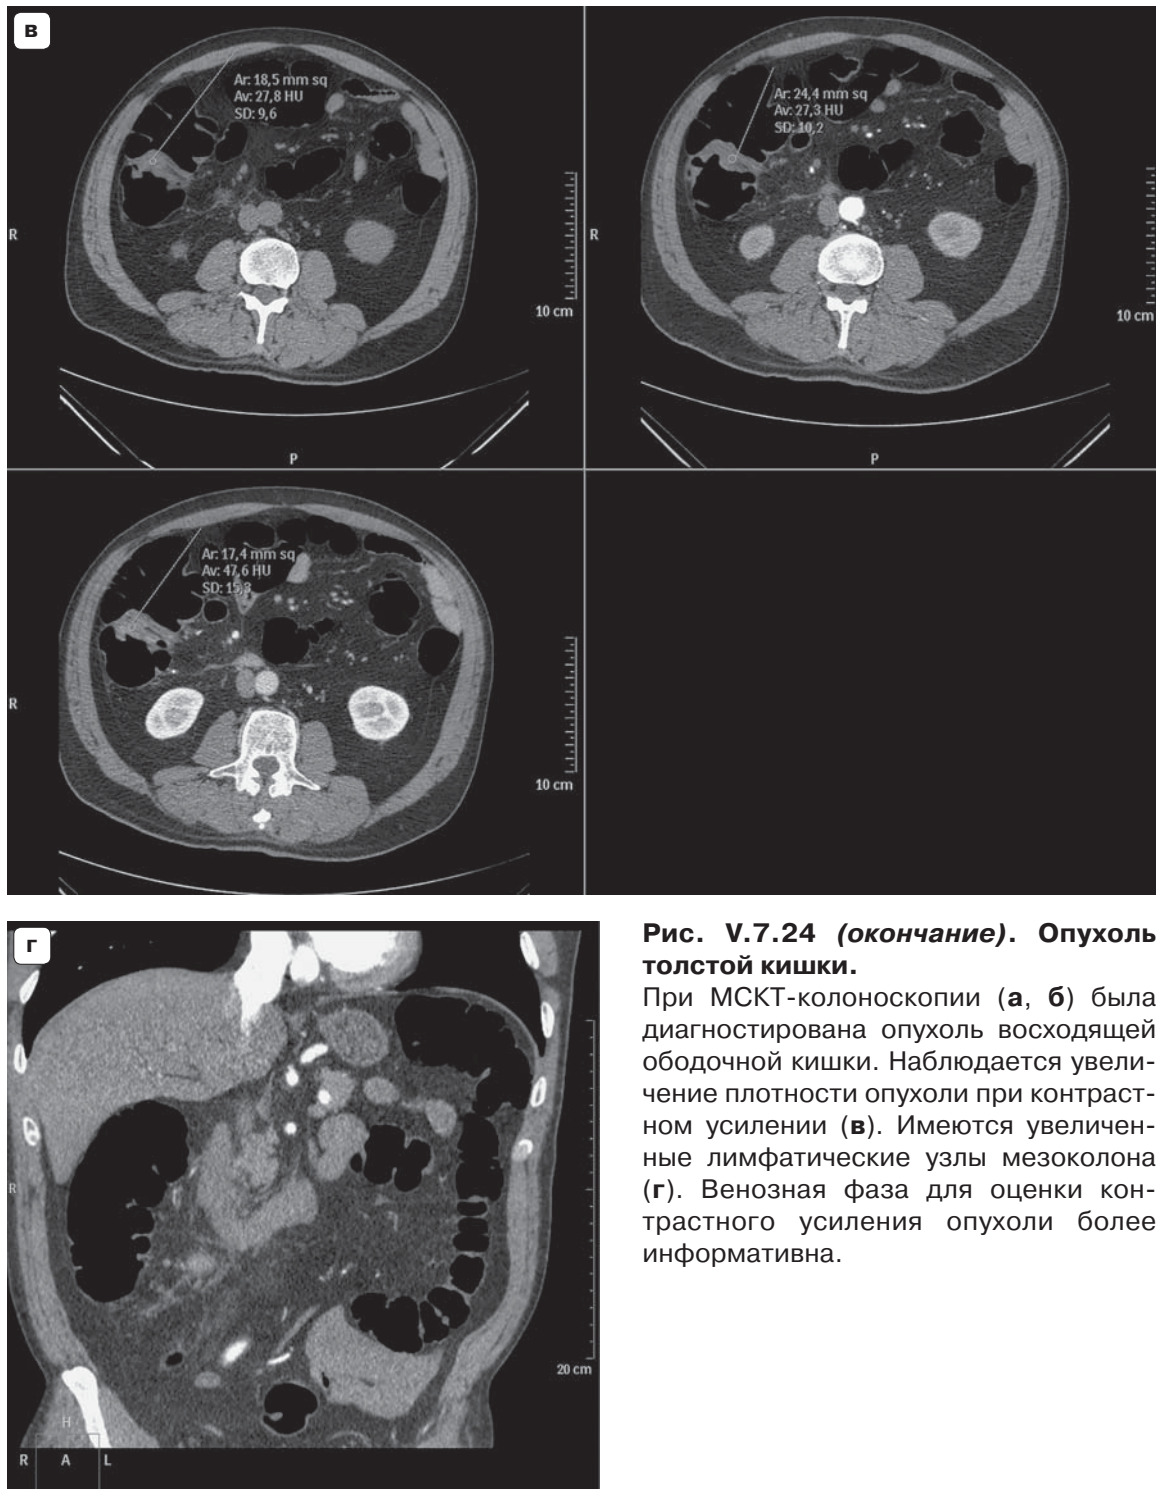 в
Ar: 18,5 mm sq
Av: 27,8 HU
SD: 9,6
R
10 cm
P
Ar: 24,4 mm sq
Av: 27,3 HU
SD: 10,2
R
10 cm
P
Ar: 17,4 mm sq
Av: 47,6 HU
SD: 15,8
R
10 cm
г
R
20 cm
H
R A L
Рис. V.7.24 (окончание). Опухоль
толстой кишки.
При МСКТ-колоноскопии (а, б) была
диагностирована опухоль восходящей
ободочной кишки. Наблюдается увели-
чение плотности опухоли при контраст-
ном усилении (в). Имеются увеличен-
ные лимфатические узлы мезоколона
(г). Венозная фаза для оценки кон-
трастного усиления опухоли более
информативна.